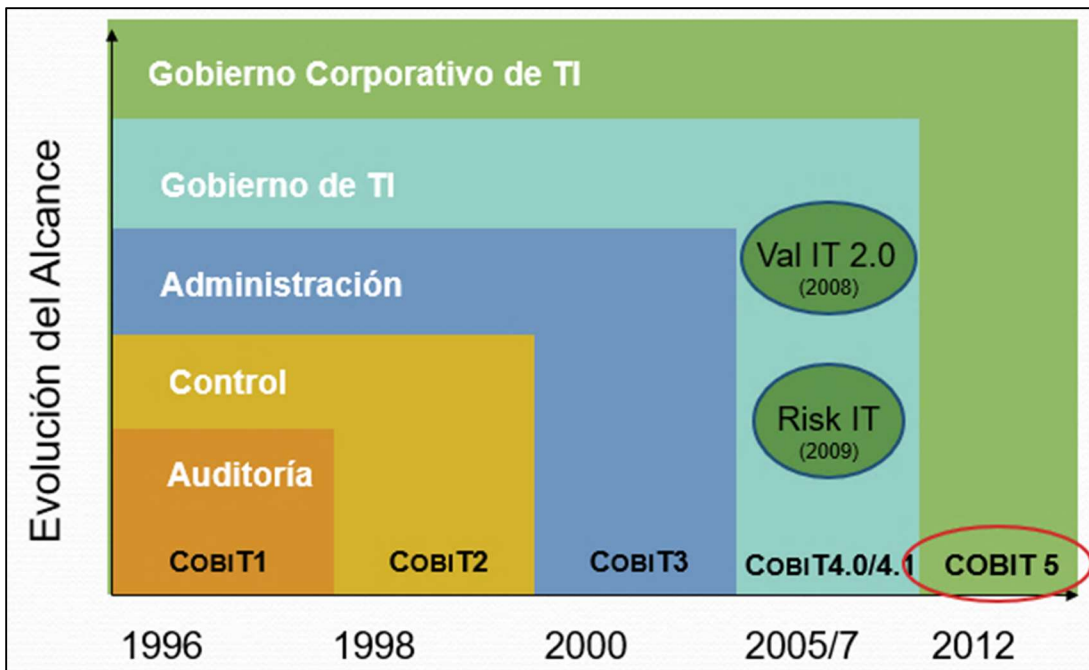 Evolución del Alcance
Gobierno Corporativo de TI
Gobierno de TI
Val IT 2.0
(2008)
Administración
Control
Risk IT
(2009)
Auditoría
COBIT1
COBIT2
COBIT3
COBIT4.0/4.1
COBIT 5
1996
1998
2000
2005/7
2012